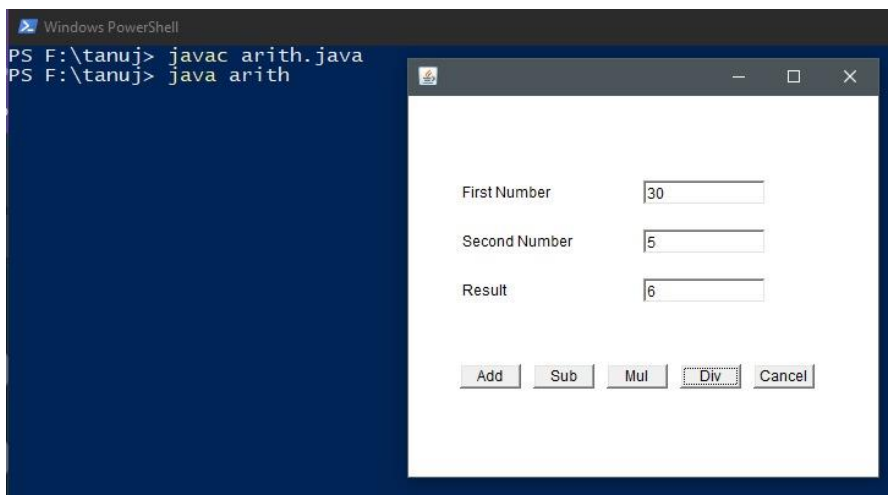 Windows PowerShell
PS F:\tanuj> javac arith.java
PS F:\tanuj> java arith
First Number 30
Second Number 5
Result 6
Add Sub Mul Div Cancel